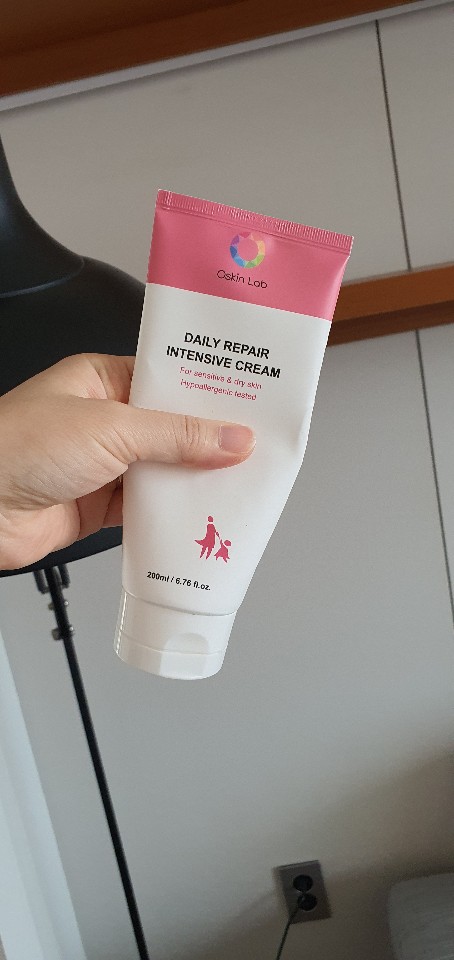 Oskin Lab
DAILY REPAIR
INTENSIVE CREAM
For sensitive & dry skin
Hypoallergenic tested
200ml / 6.76 fl.oz.